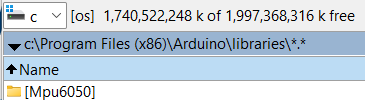 c [os] 1,740,522,248 k of 1,997,368,316 k free
c:\Program Files (x86)\Arduino\libraries\*.*
Name
[Mpu6050]